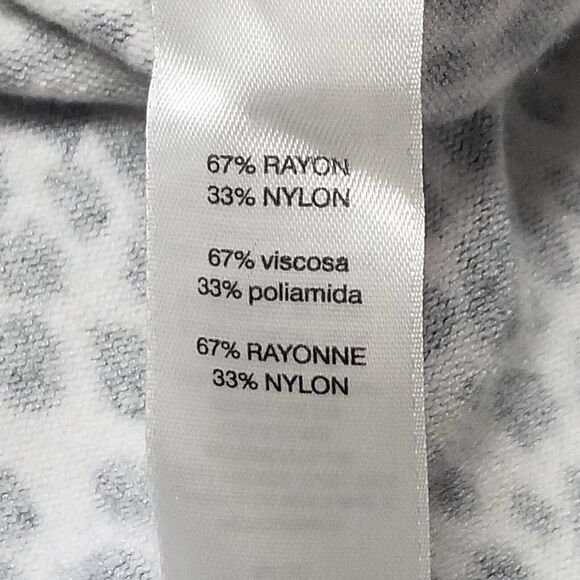 67% RAYON
33% NYLON
67% viscosa
33% poliamida
67% RAYONNE
33% NYLON